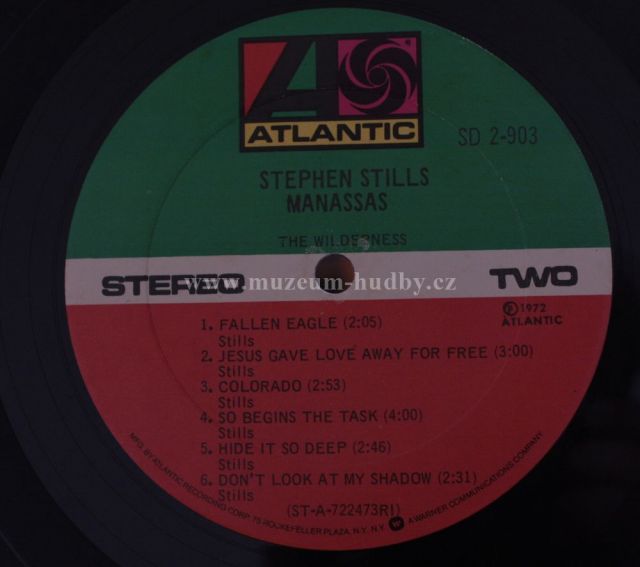 ATLANTIC
SD 2-903
STEPHEN STILLS
MANASSAS
THE WILDERNESS
STEREO
TWO
www.muzeum-hudby.cz
℗1972
ATLANTIC
1. FALLEN EAGLE (2:05)
Stills
2. JESUS GAVE LOVE AWAY FOR FREE (3:00)
Stills
3. COLORADO (2:53)
Stills
4. SO BEGINS THE TASK (4:00)
Stills
5. HIDE IT SO DEEP (2:46)
Stills
6. DON'T LOOK AT MY SHADOW (2:31)
Stills
(ST-A-722473RI)
MFG. BY ATLANTIC RECORDING CORP. 75 ROCKEFELLER PLAZA, N.Y. N.Y. A WARNER COMMUNICATIONS COMPANY